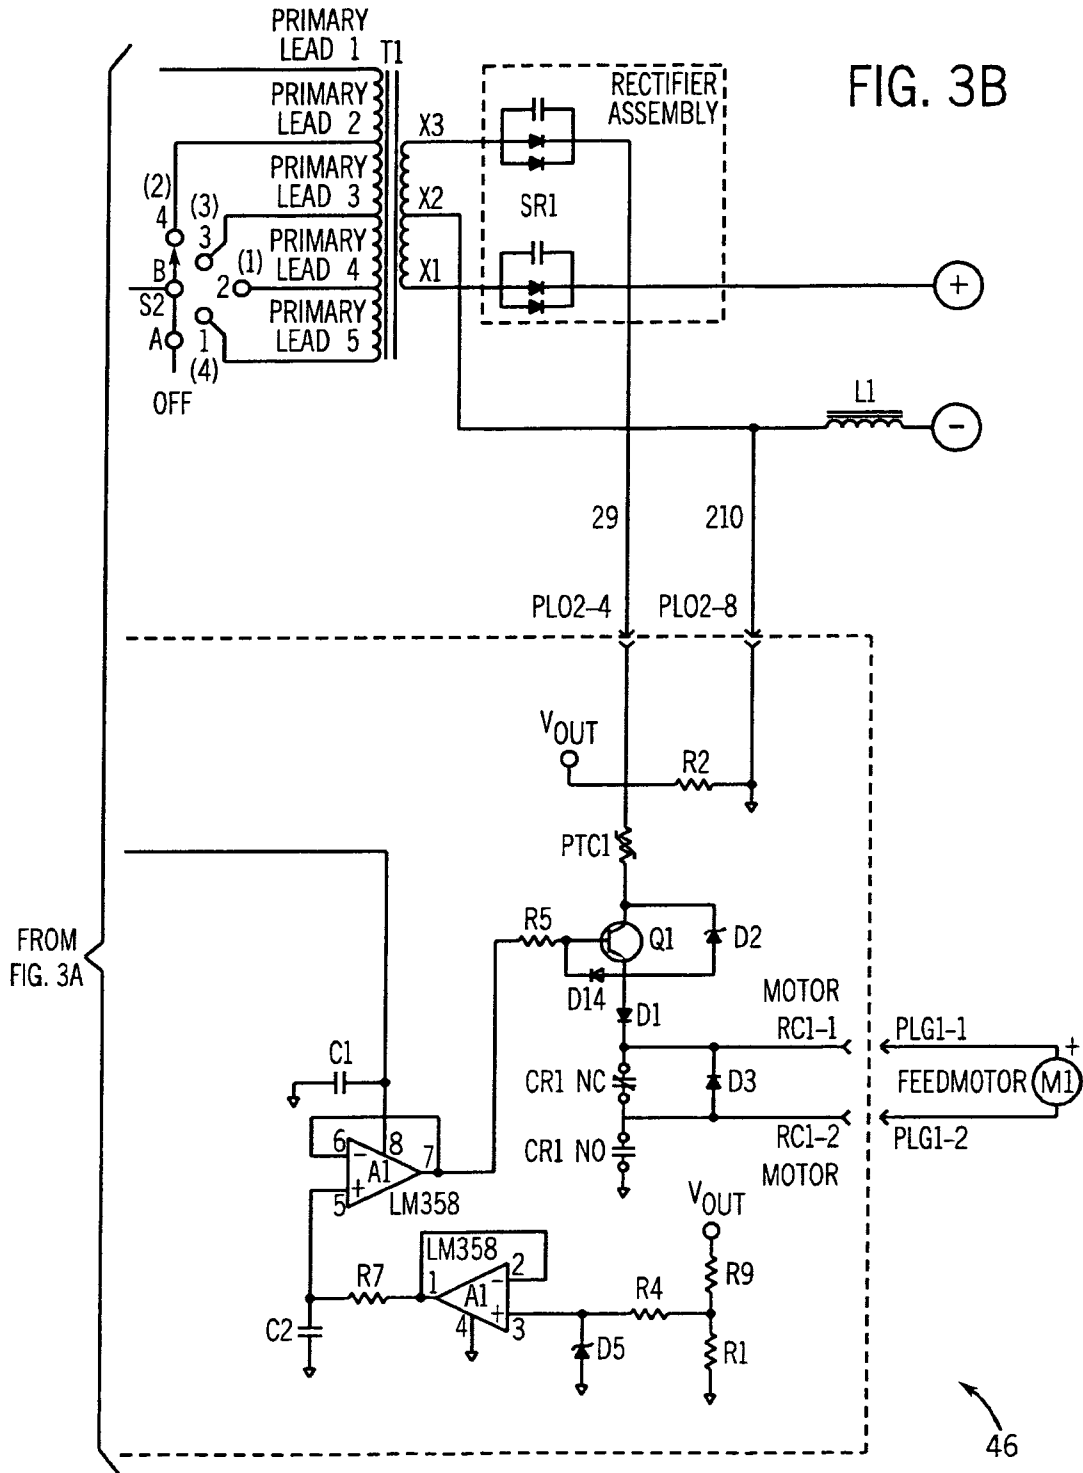 FIG. 3B
PRIMARY
LEAD 1
T1
PRIMARY
LEAD 2
PRIMARY
LEAD 3
PRIMARY
LEAD 4
PRIMARY
LEAD 5
X3
X2
X1
RECTIFIER
ASSEMBLY
SR1
(2)
4
(3)
3
(1)
2
B
S2
A
1
(4)
OFF
+
L1
-
29
210
PLO2-4
PLO2-8
VOUT
R2
PTC1
R5
Q1
D2
D14
D1
MOTOR
RC1-1
PLG1-1
+
FROM
FIG. 3A
C1
CR1 NC
D3
FEEDMOTOR
M1
RC1-2
MOTOR
PLG1-2
CR1 NO
6
-
8
7
A1
+
5
LM358
VOUT
LM358
R7
1
2
-
A1
+
4
3
R4
R9
C2
D5
R1
46